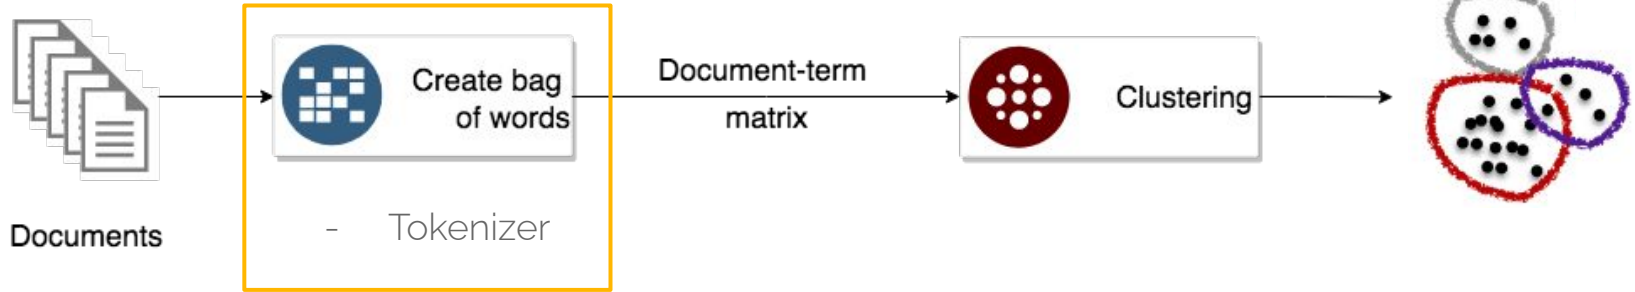 Documents
Create bag
of words
- Tokenizer
Document-term
matrix
Clustering